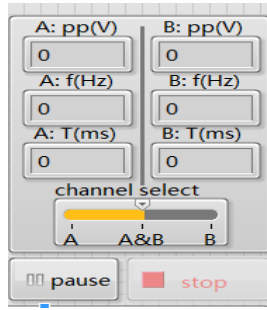 A: pp(V) B: pp(V)
0 0
A: f(Hz) B: f(Hz)
0 0
A: T(ms) B: T(ms)
0 0
channel select
A A&B B
pause stop